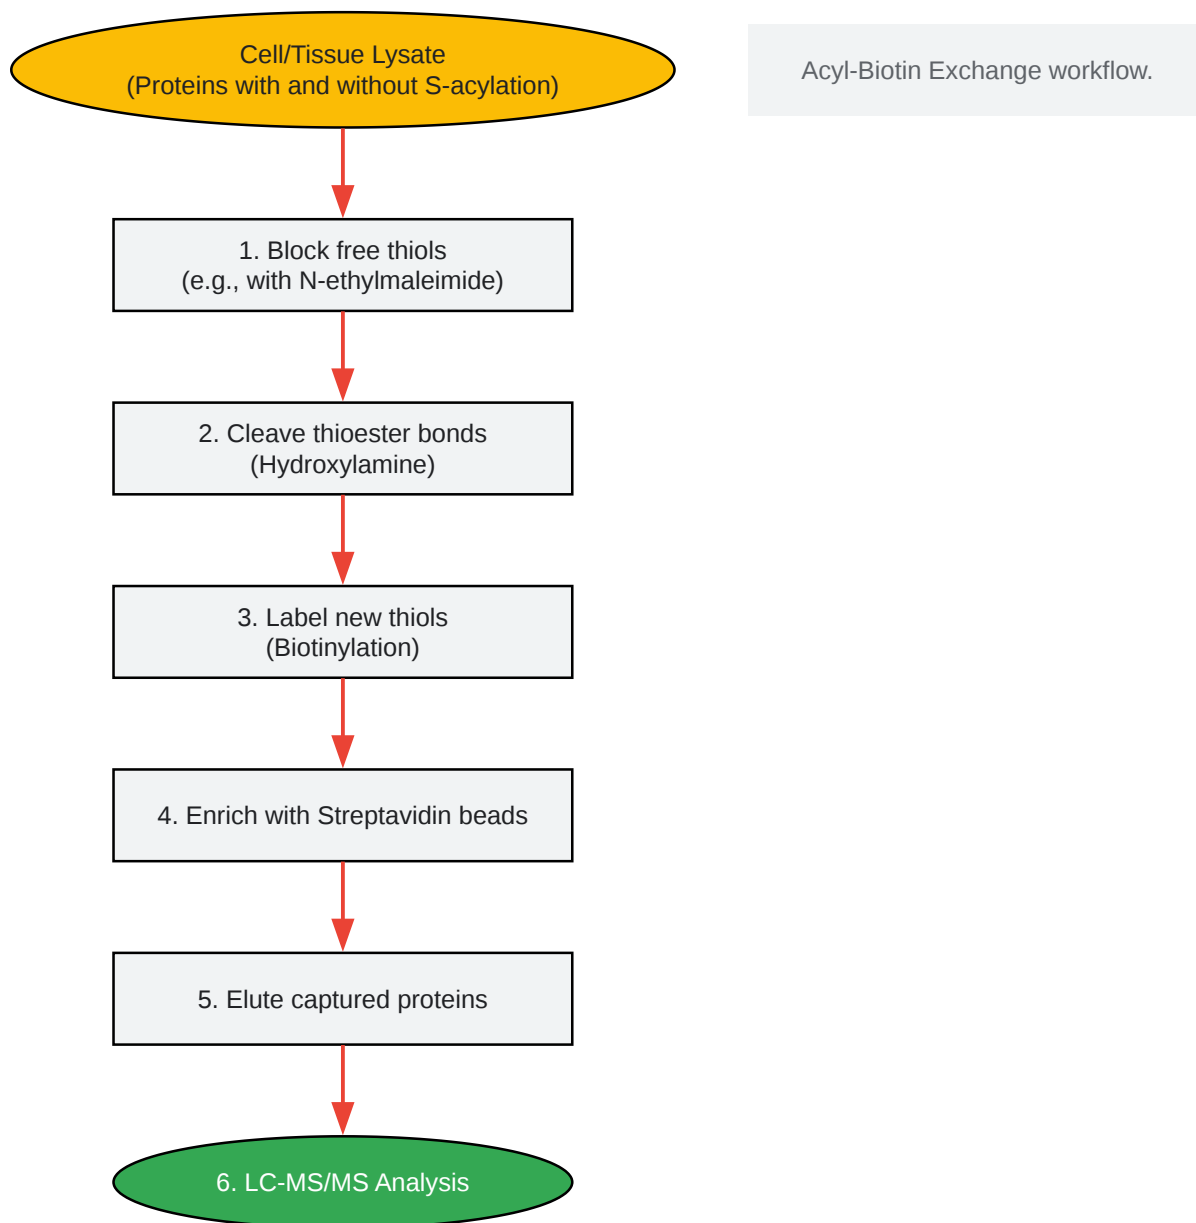 Cell/Tissue Lysate
(Proteins with and without S-acylation)
Acyl-Biotin Exchange workflow.
1. Block free thiols
(e.g., with N-ethylmaleimide)
2. Cleave thioester bonds
(Hydroxylamine)
3. Label new thiols
(Biotinylation)
4. Enrich with Streptavidin beads
5. Elute captured proteins
6. LC-MS/MS Analysis